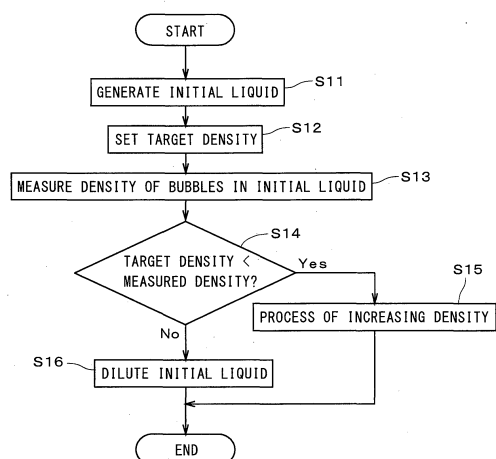 START
GENERATE INITIAL LIQUID
S11
SET TARGET DENSITY
S12
MEASURE DENSITY OF BUBBLES IN INITIAL LIQUID
S13
S14
TARGET DENSITY <
MEASURED DENSITY?
Yes
S15
PROCESS OF INCREASING DENSITY
No
S16
DILUTE INITIAL LIQUID
END